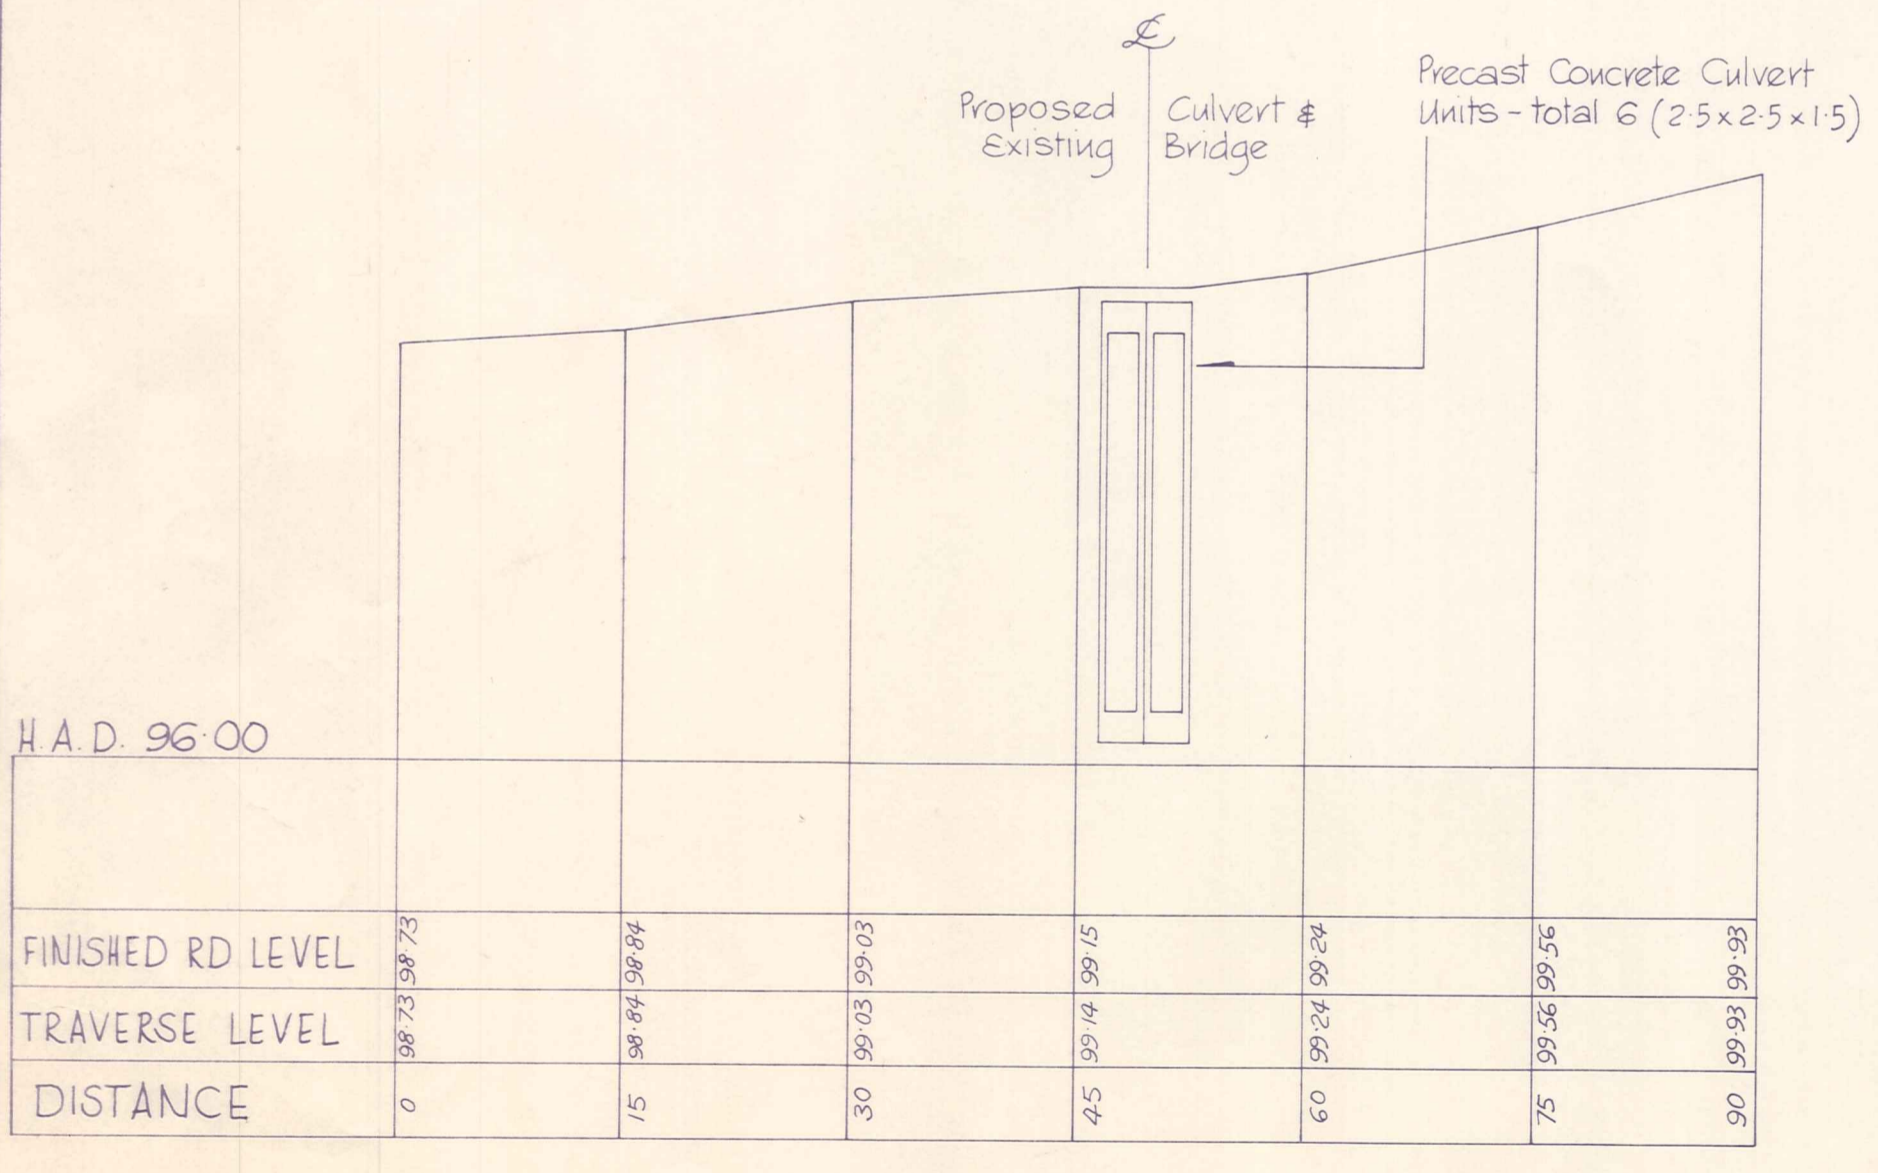 ℄
Proposed Culvert &
Existing Bridge
Precast Concrete Culvert
Units - total 6 (2·5 x 2·5 x 1·5)
H.A.D. 96·00
FINISHED RD LEVEL 98·73 98·84 99·03 99·15 99·24 99·56 99·93
TRAVERSE LEVEL 98·73 98·84 99·03 99·14 99·24 99·56 99·93
DISTANCE 0 15 30 45 60 75 90